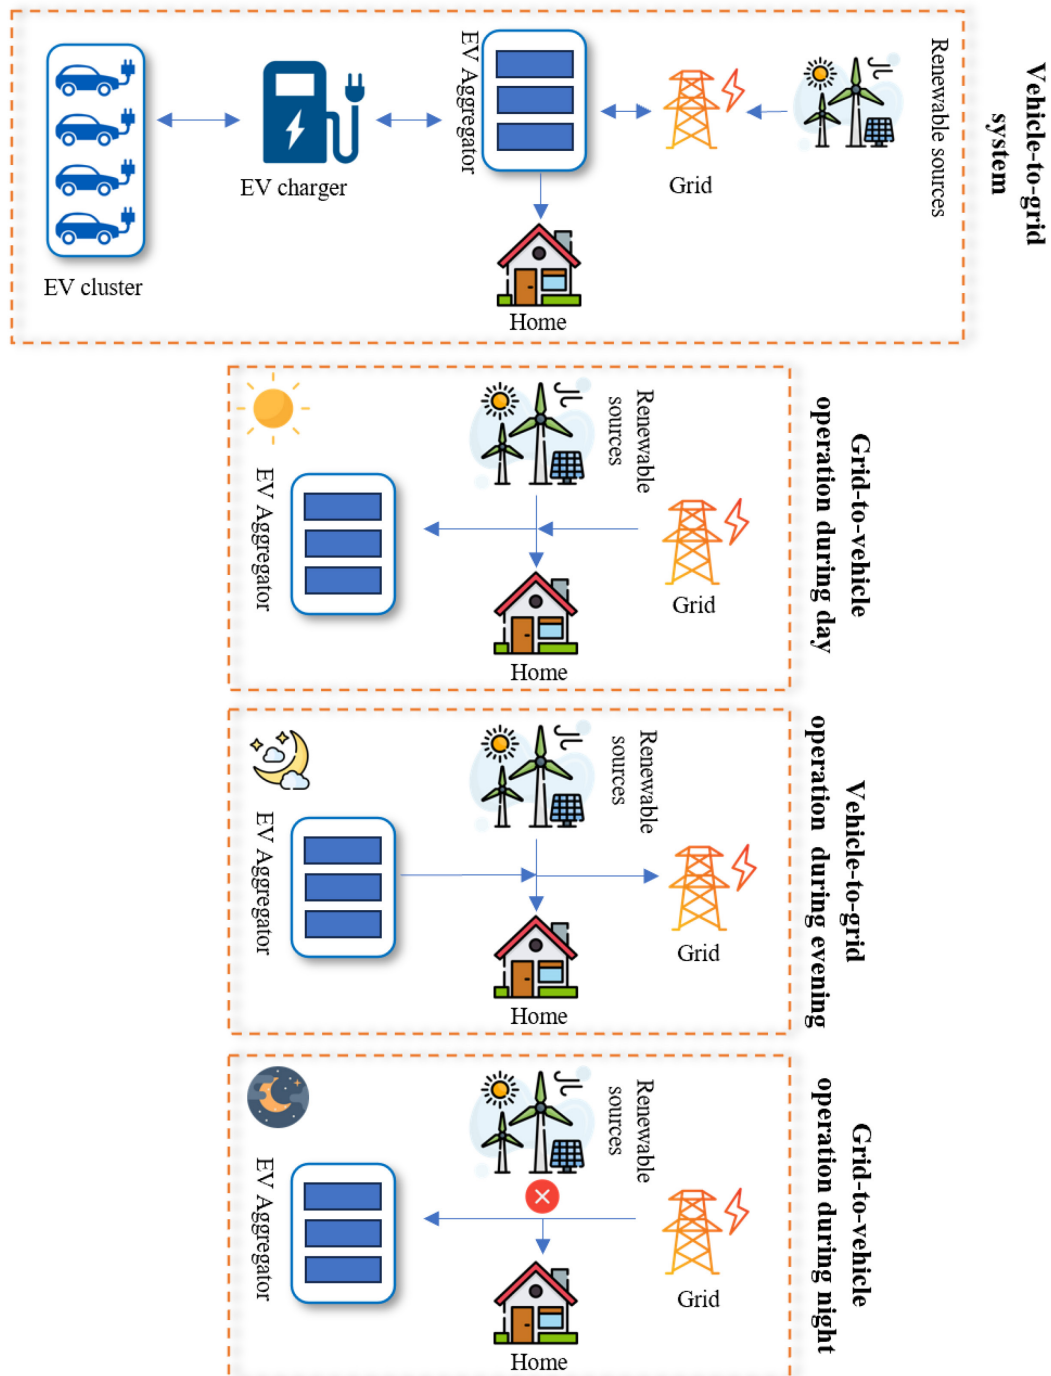 Vehicle-to-grid
system
EV Aggregator
Renewable sources
EV charger
Grid
EV cluster
Home
Grid-to-vehicle
operation during day
Renewable
sources
EV Aggregator
Grid
Home
Vehicle-to-grid
operation during evening
Renewable
sources
EV Aggregator
Grid
Home
Grid-to-vehicle
operation during night
Renewable
sources
EV Aggregator
Grid
Home